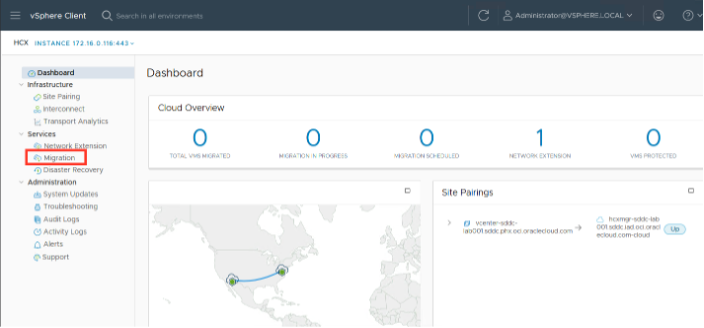 vSphere Client
Search in all environments
Administrator@VSPHERE.LOCAL
HCX INSTANCE 172.16.0.116:443
Dashboard
Infrastructure
Site Pairing
Interconnect
Transport Analytics
Services
Network Extension
Migration
Disaster Recovery
Administration
System Updates
Troubleshooting
Audit Logs
Activity Logs
Alerts
Support
Dashboard
Cloud Overview
0 0 0 1 0
TOTAL VMS MIGRATED MIGRATION IN PROGRESS MIGRATION SCHEDULED NETWORK EXTENSION VMS PROTECTED
Site Pairings
vcenter-sddc-
lab001.sddc.phx.oci.oraclecloud.com
hcxmgr-sddc-lab
001.sddc.iad.oci.oracl
ecloud.com-cloud
Up